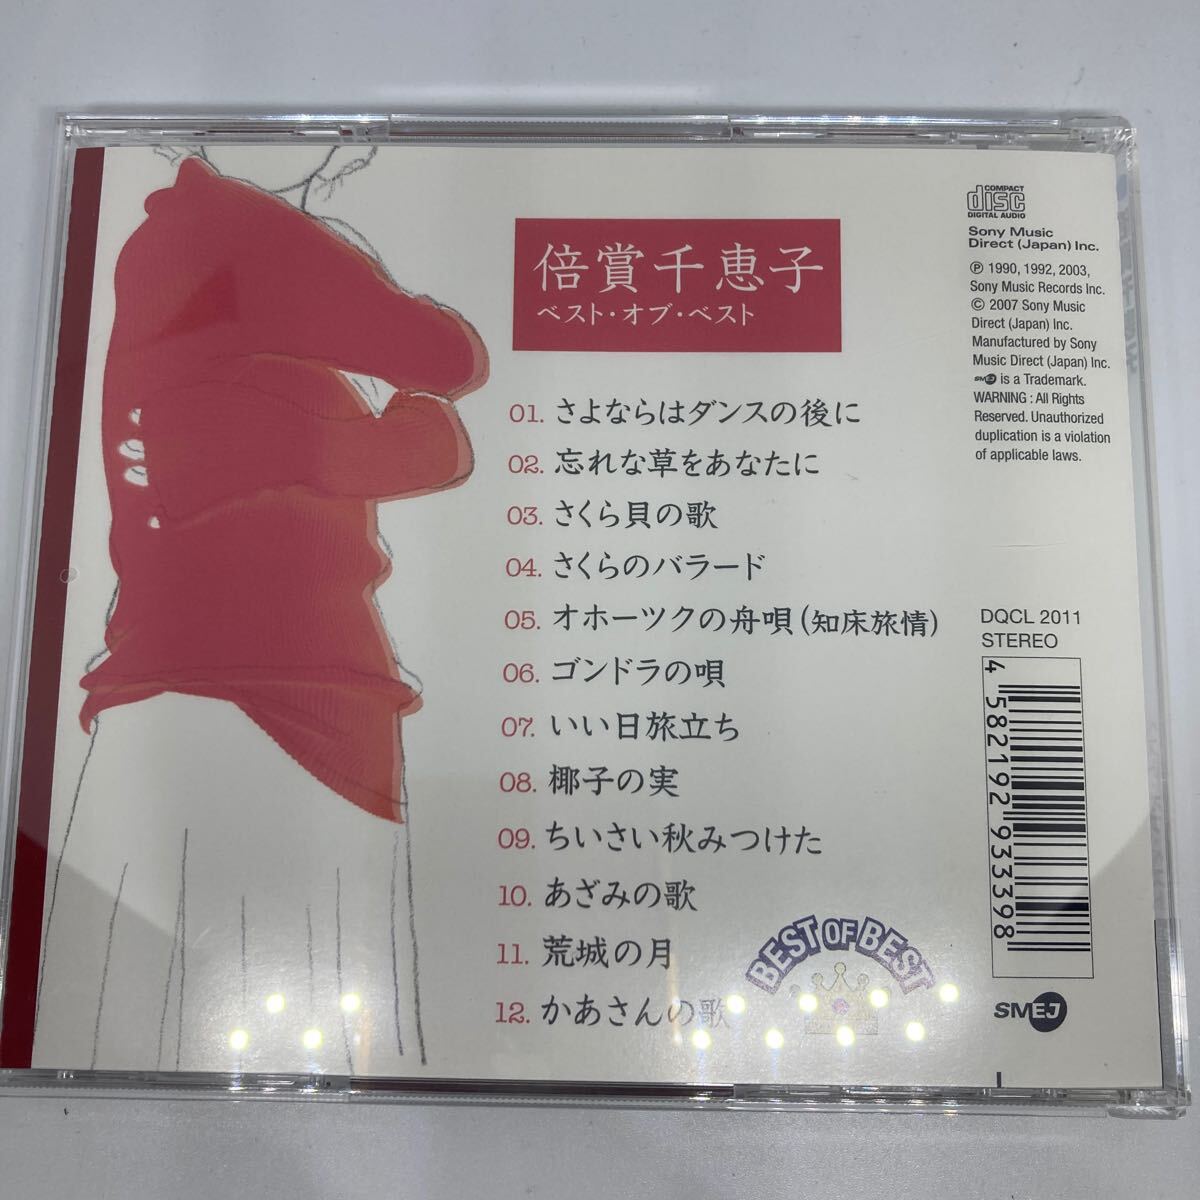 倍賞千恵子
ベスト・オブ・ベスト
01. さよならはダンスの後に
02. 忘れな草をあなたに
03. さくら貝の歌
04. さくらのバラード
05. オホーツクの舟唄(知床旅情)
06. ゴンドラの唄
07. いい日旅立ち
08. 椰子の実
09. ちいさい秋みつけた
10. あざみの歌
11. 荒城の月
12. かあさんの歌
COMPACT
disc
DIGITAL AUDIO
Sony Music
Direct (Japan) Inc.
Ⓟ 1990, 1992, 2003,
Sony Music Records Inc.
© 2007 Sony Music
Direct (Japan) Inc.
Manufactured by Sony
Music Direct (Japan) Inc.
SMEJ is a Trademark.
WARNING : All Rights
Reserved. Unauthorized
duplication is a violation
of applicable laws.
DQCL 2011
STEREO
4 582192 933398
BEST OF BEST
SMEJ